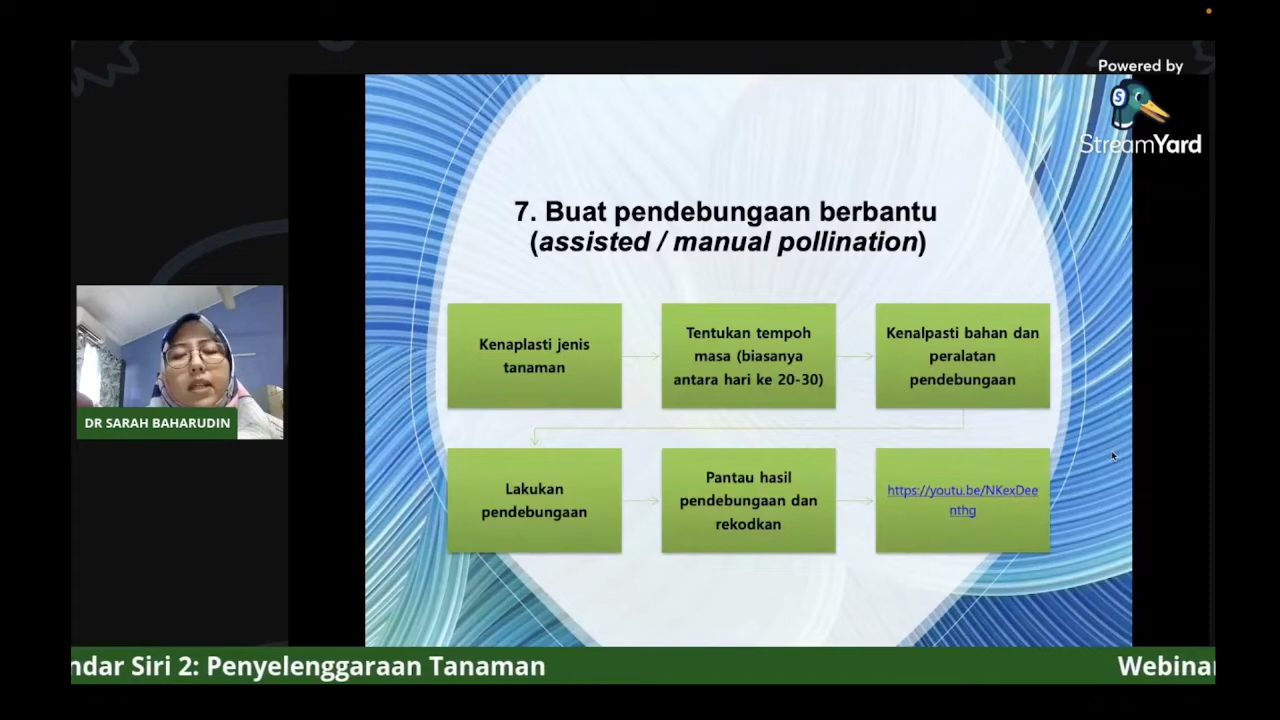 Powered by
StreamYard
7. Buat pendebungaan berbantu
(assisted / manual pollination)
Kenaplasti jenis
tanaman
Tentukan tempoh
masa (biasanya
antara hari ke 20-30)
Kenalpasti bahan dan
peralatan
pendebungaan
Lakukan
pendebungaan
Pantau hasil
pendebungaan dan
rekodkan
https://youtu.be/NKexDee
nthg
DR SARAH BAHARUDIN
ndar Siri 2: Penyelenggaraan Tanaman
Webinar